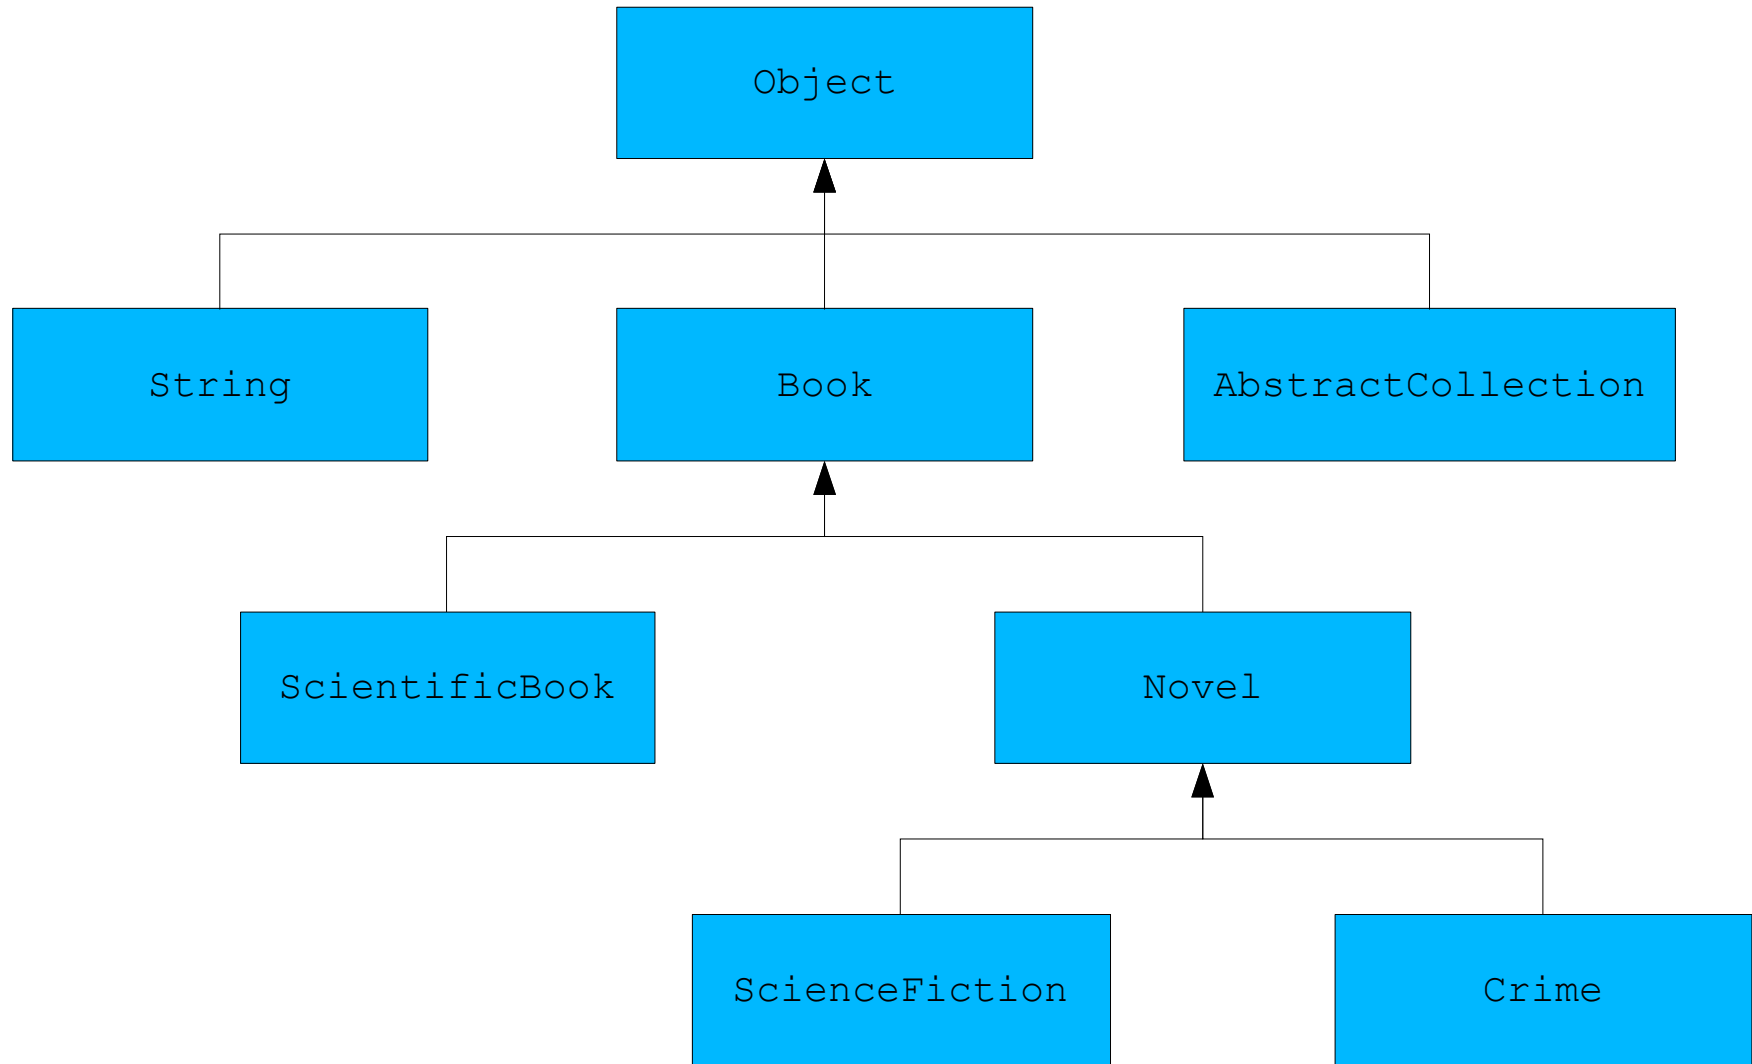 Object
String
Book
AbstractCollection
ScientificBook
Novel
ScienceFiction
Crime